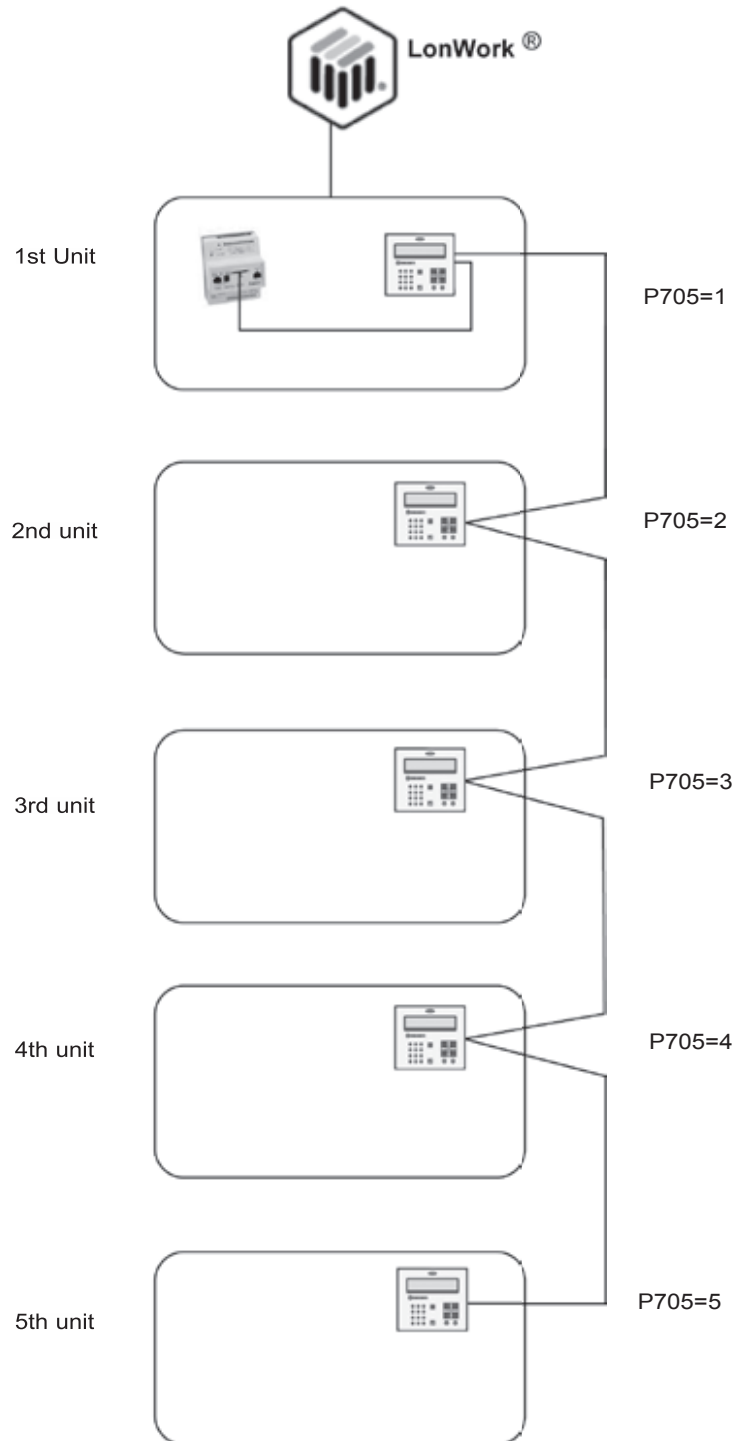 LonWork ®
1st Unit
P705=1
2nd unit
P705=2
3rd unit
P705=3
4th unit
P705=4
5th unit
P705=5